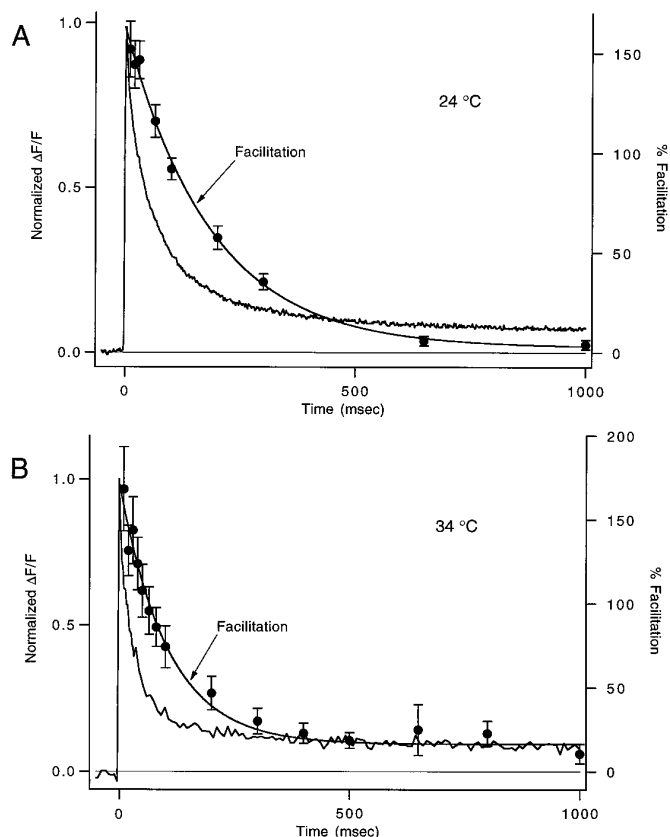 A
24 °C
Facilitation
Normalized ΔF/F
1.0
0.5
0.0
% Facilitation
150
100
50
0
0
500
1000
Time (msec)
B
34 °C
Facilitation
Normalized ΔF/F
1.0
0.5
0.0
% Facilitation
200
150
100
50
0
0
500
1000
Time (msec)